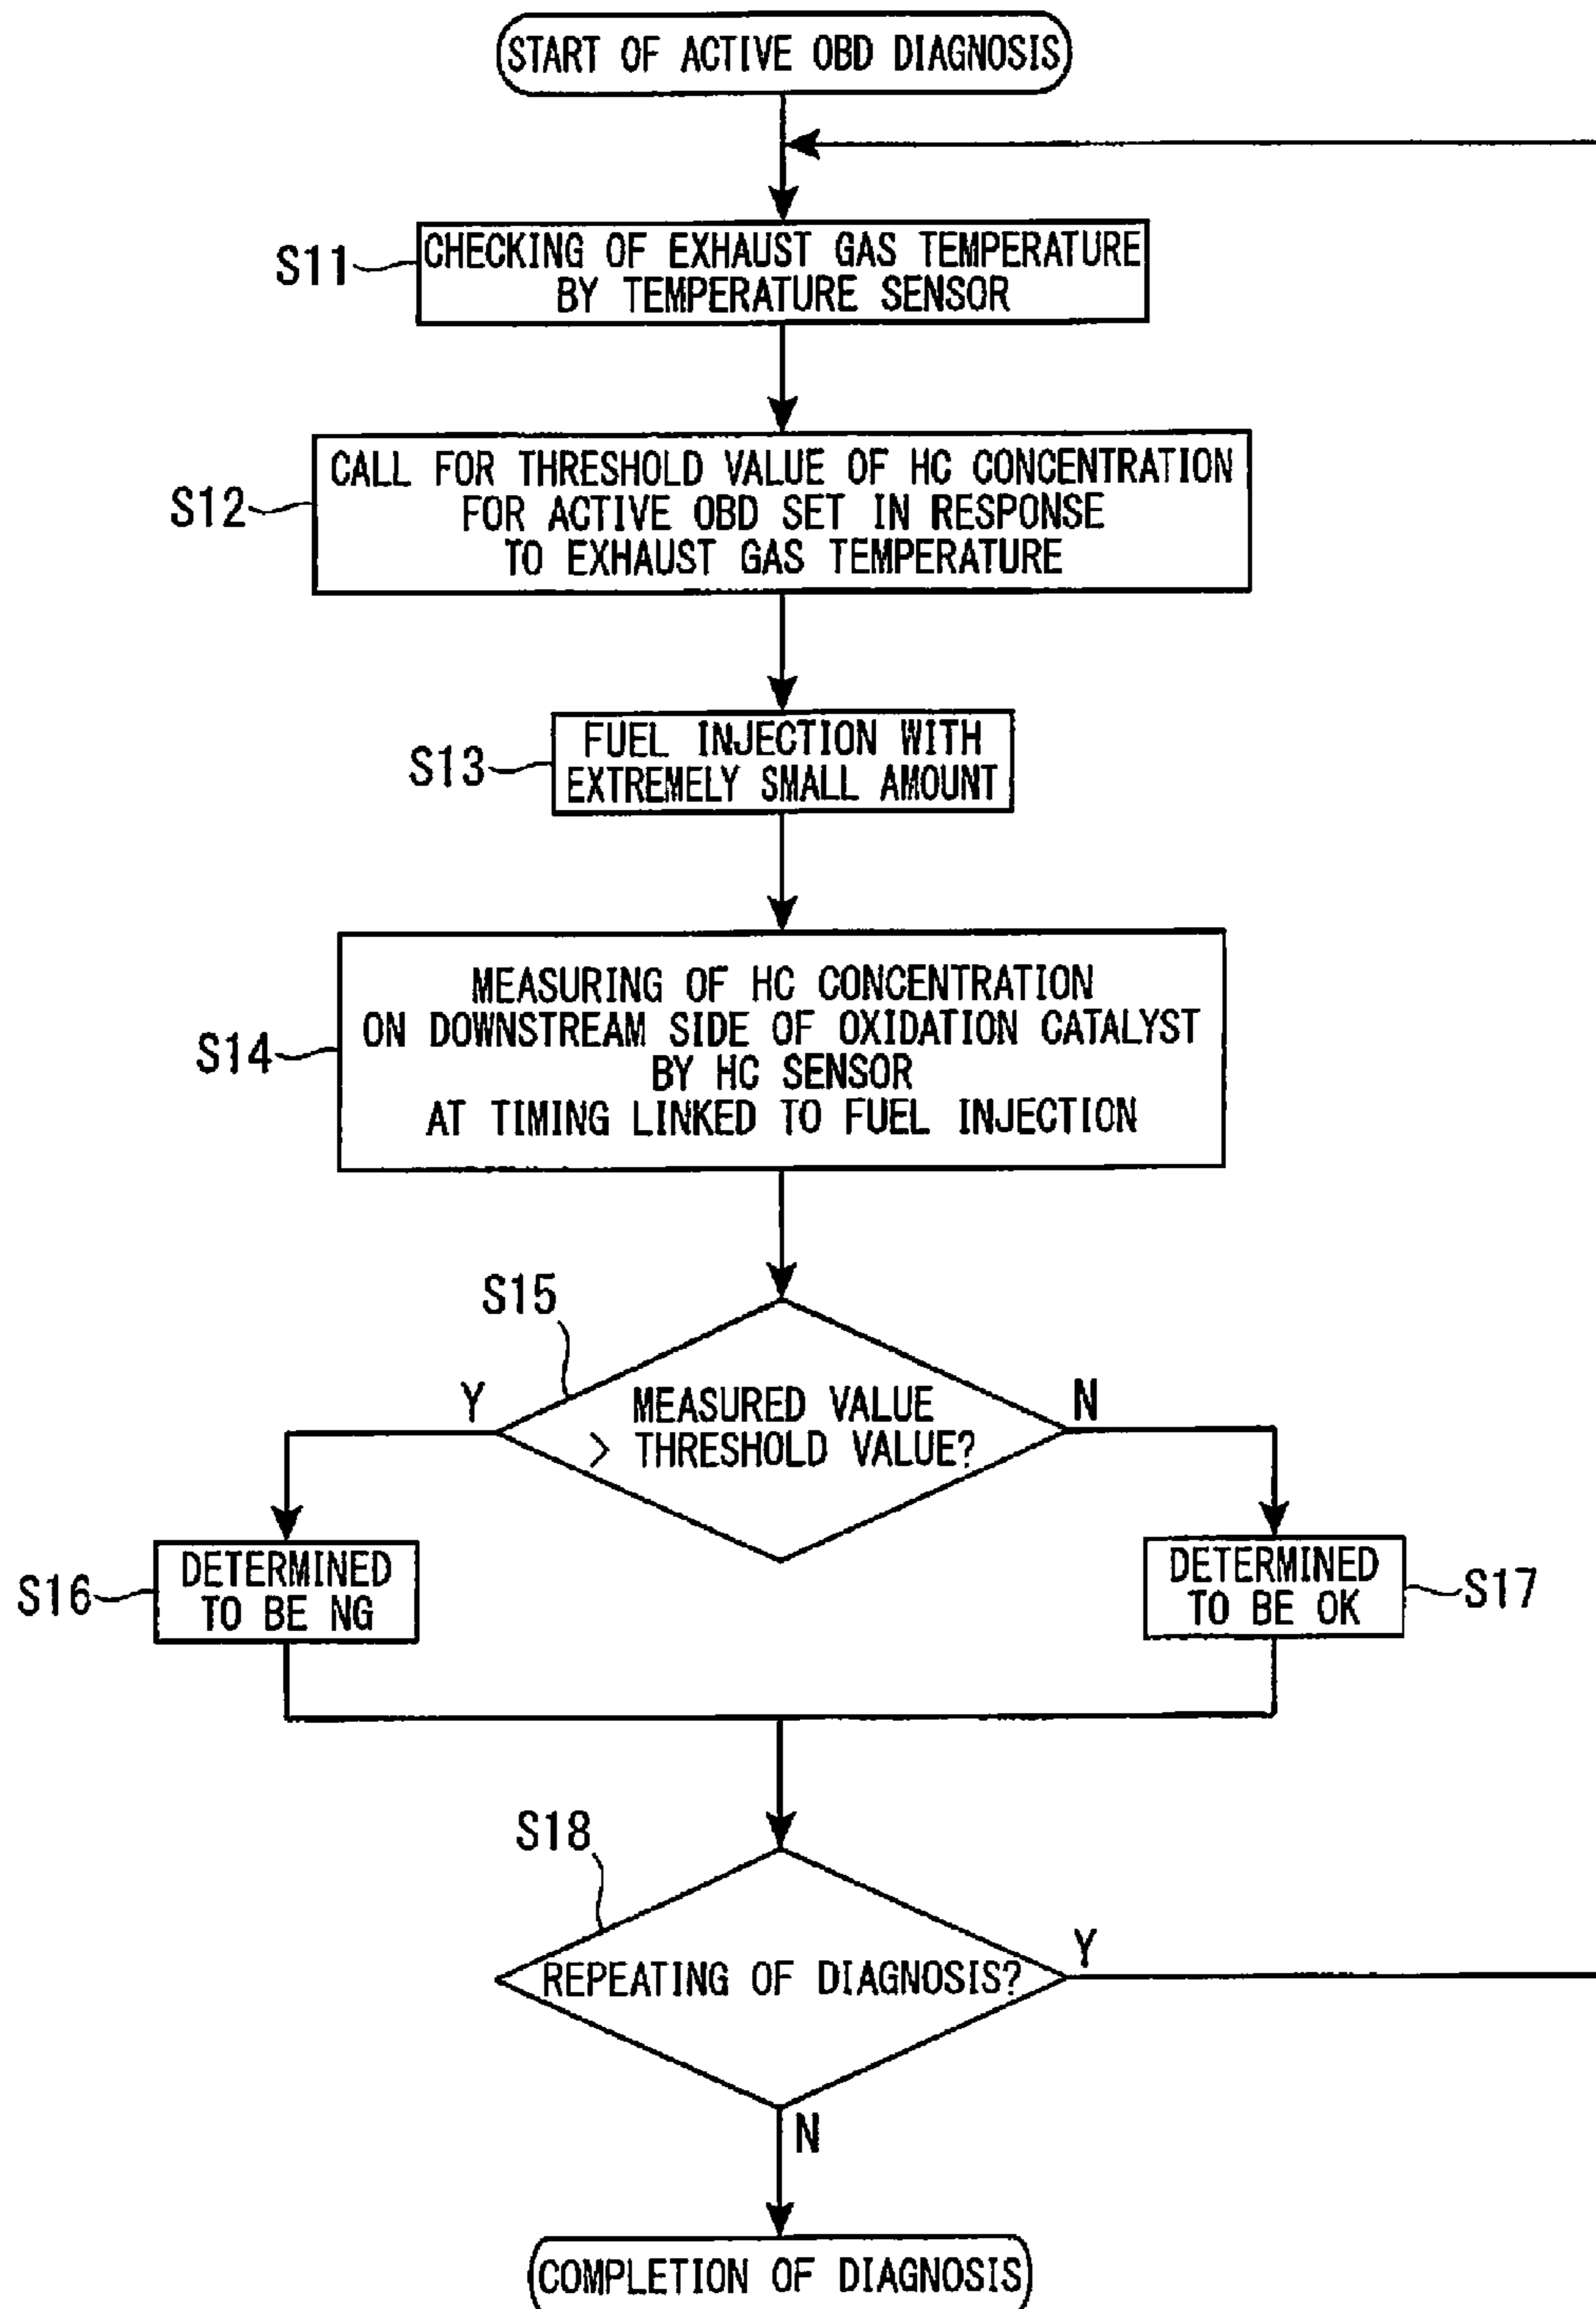 START OF ACTIVE OBD DIAGNOSIS
S11
CHECKING OF EXHAUST GAS TEMPERATURE
BY TEMPERATURE SENSOR
S12
CALL FOR THRESHOLD VALUE OF HC CONCENTRATION
FOR ACTIVE OBD SET IN RESPONSE
TO EXHAUST GAS TEMPERATURE
S13
FUEL INJECTION WITH
EXTREMELY SMALL AMOUNT
S14
MEASURING OF HC CONCENTRATION
ON DOWNSTREAM SIDE OF OXIDATION CATALYST
BY HC SENSOR
AT TIMING LINKED TO FUEL INJECTION
S15
Y
MEASURED VALUE
> THRESHOLD VALUE?
N
S16
DETERMINED
TO BE NG
DETERMINED
TO BE OK
S17
S18
REPEATING OF DIAGNOSIS?
Y
N
COMPLETION OF DIAGNOSIS